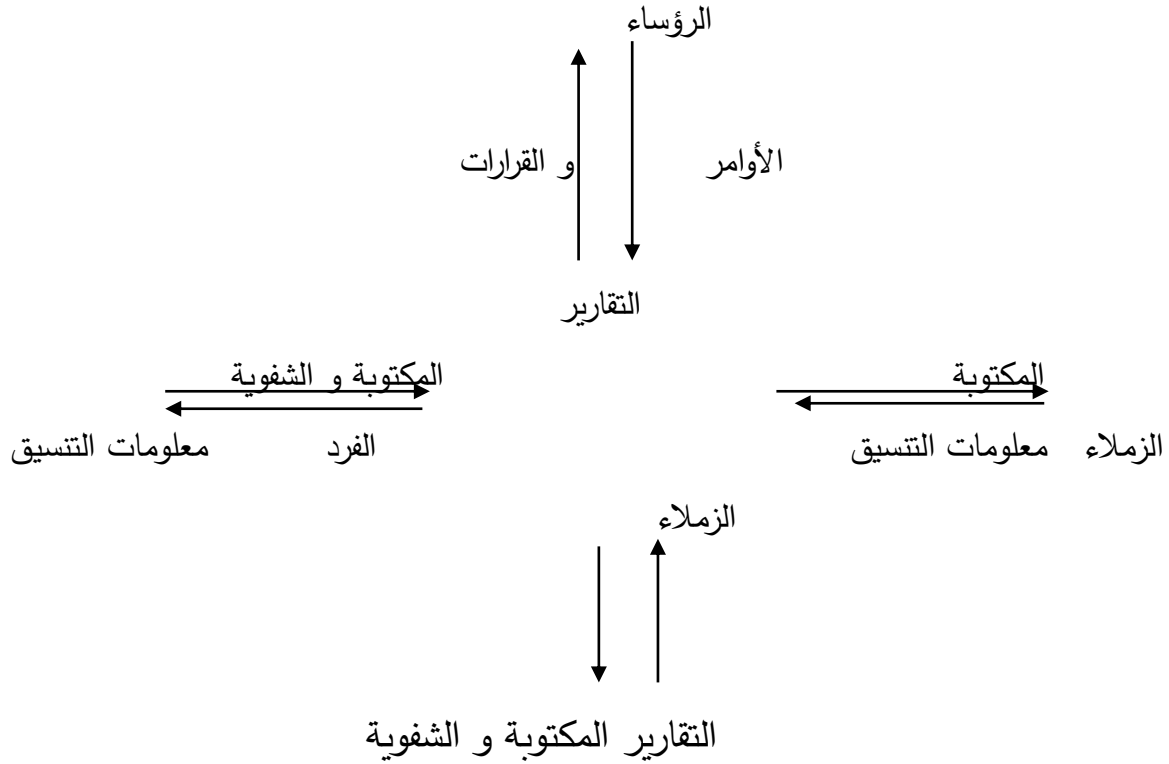 الرؤساء
الأوامر و القرارات
التقارير
المكتوبة المكتوبة و الشفوية
الزملاء معلومات التنسيق الفرد معلومات التنسيق
الزملاء
التقارير المكتوبة و الشفوية